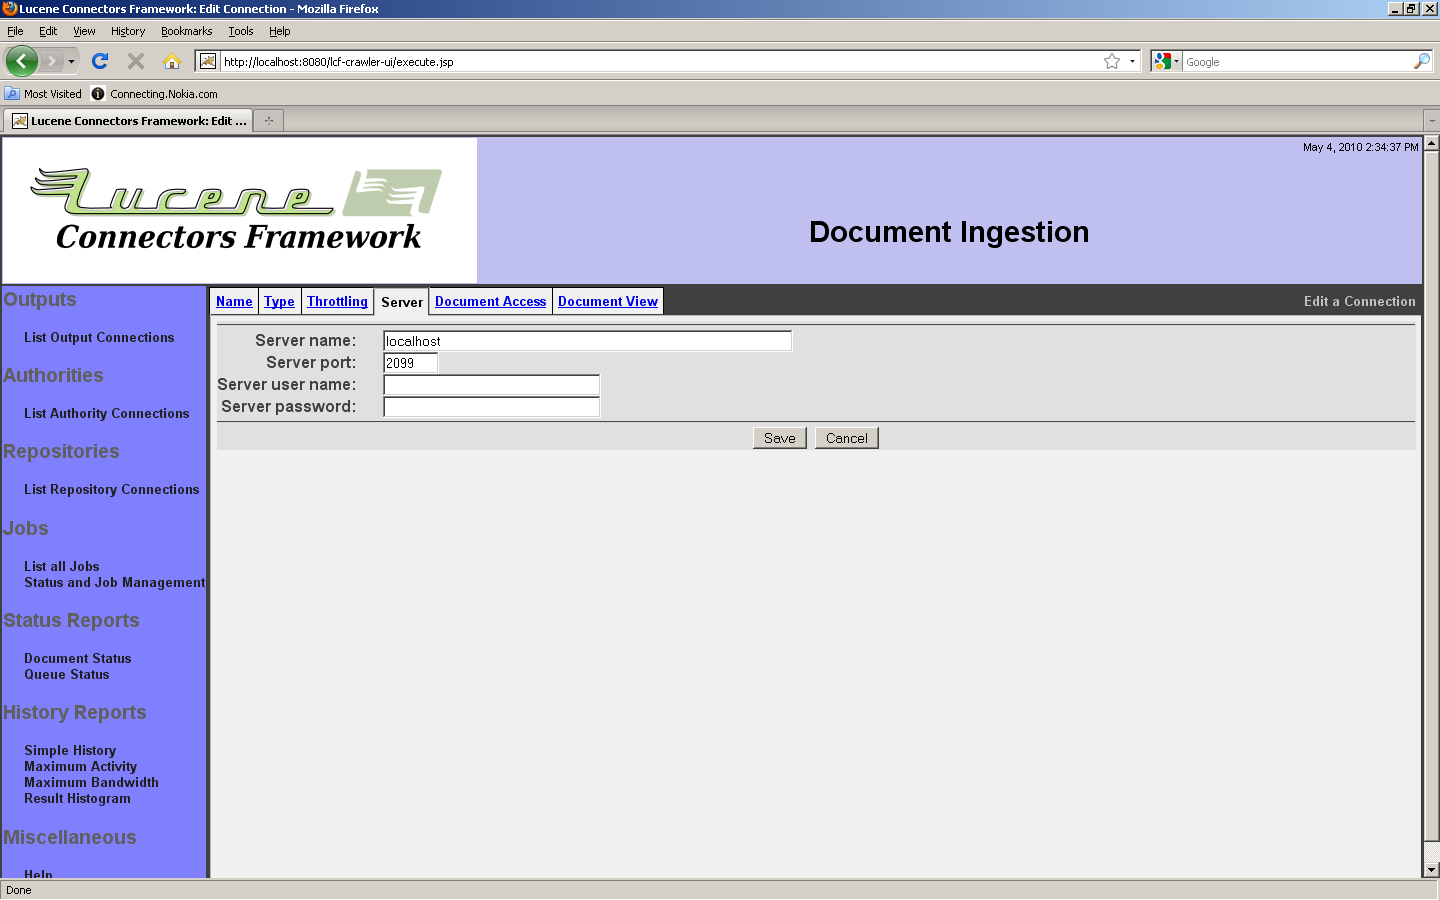 Lucene Connectors Framework: Edit Connection - Mozilla Firefox
File Edit View History Bookmarks Tools Help
http://localhost:8080/lcf-crawler-ui/execute.jsp
Google
Most Visited Connecting.Nokia.com
Lucene Connectors Framework: Edit ...
May 4, 2010 2:34:37 PM
Lucene
Connectors Framework
Document Ingestion
Outputs
List Output Connections
Authorities
List Authority Connections
Repositories
List Repository Connections
Jobs
List all Jobs
Status and Job Management
Status Reports
Document Status
Queue Status
History Reports
Simple History
Maximum Activity
Maximum Bandwidth
Result Histogram
Miscellaneous
Help
Name Type Throttling Server Document Access Document View Edit a Connection
Server name: localhost
Server port: 2099
Server user name:
Server password:
Save Cancel
Done